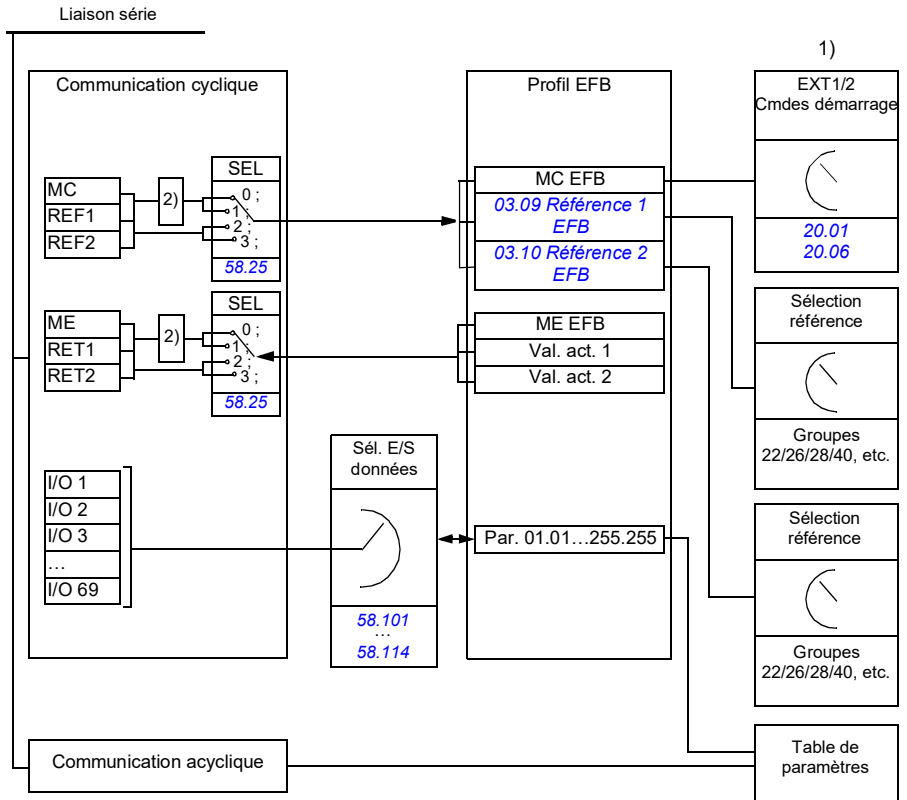 Liaison série
1)
Communication cyclique
Profil EFB
EXT1/2
Cmdes démarrage
MC
REF1
REF2
2)
SEL
0 ;
1 ;
2 ;
3 ;
58.25
MC EFB
03.09 Référence 1
EFB
03.10 Référence 2
EFB
20.01
20.06
ME
RET1
RET2
2)
SEL
0 ;
1 ;
2 ;
3 ;
58.25
ME EFB
Val. act. 1
Val. act. 2
Sélection
référence
Groupes
22/26/28/40, etc.
I/O 1
I/O 2
I/O 3
...
I/O 69
Sél. E/S
données
58.101
...
58.114
Par. 01.01...255.255
Sélection
référence
Groupes
22/26/28/40, etc.
Communication acyclique
Table de
paramètres